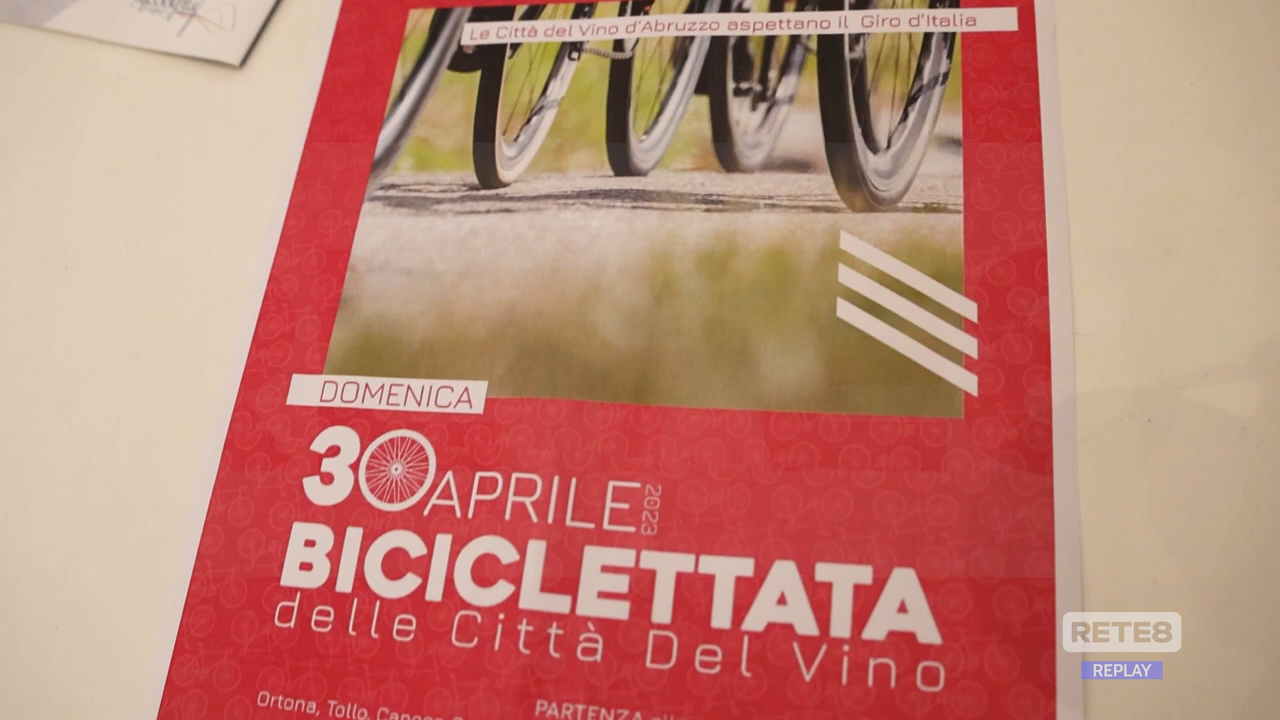 Le Città del Vino d'Abruzzo aspettano il Giro d'Italia
DOMENICA
30 APRILE 2023
BICICLETTATA
delle Città Del Vino
Ortona, Tollo,
PARTENZA
RETE8
REPLAY